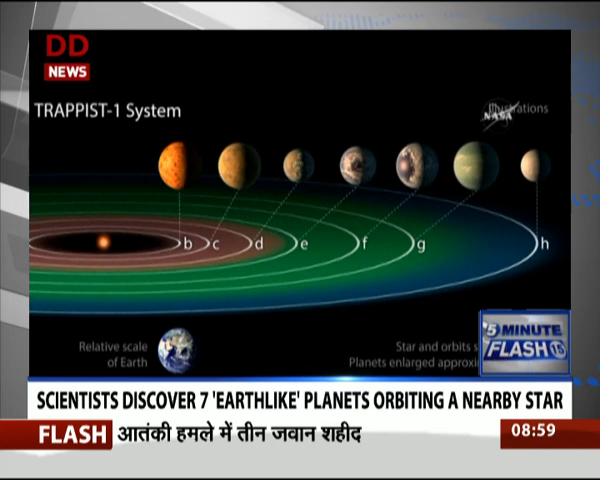 DD
NEWS
TRAPPIST-1 System
Illustrations
NASA
b
c
d
e
f
g
h
Relative scale
of Earth
Star and orbits
Planets enlarged
5 MINUTE
FLASH 15
SCIENTISTS DISCOVER 7 'EARTHLIKE' PLANETS ORBITING A NEARBY STAR
FLASH
आतंकी हमले में तीन जवान शहीद
08:59